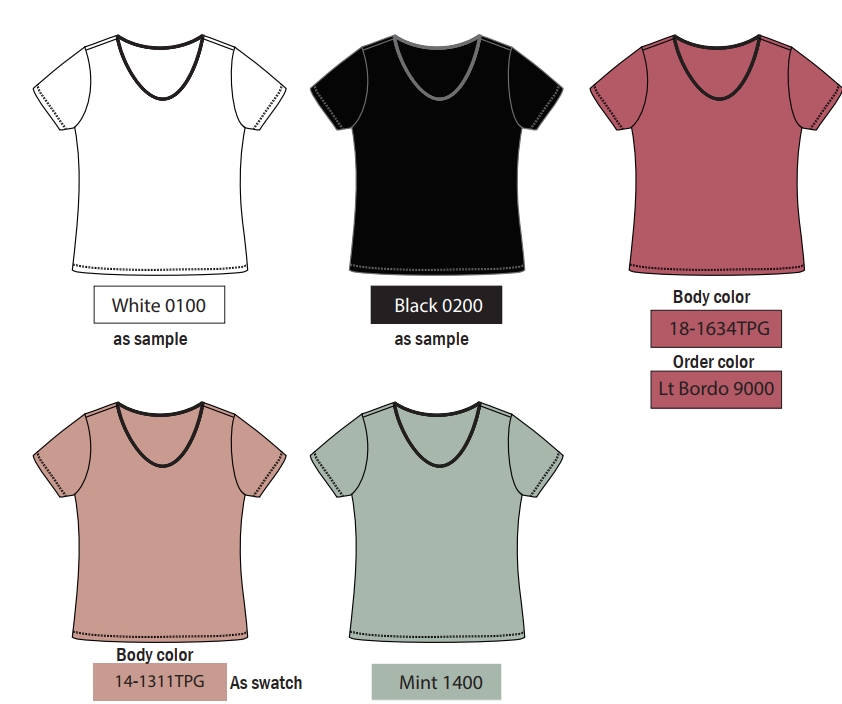 White 0100
as sample
Black 0200
as sample
Body color
18-1634TPG
Order color
Lt Bordo 9000
Body color
14-1311TPG
As swatch
Mint 1400